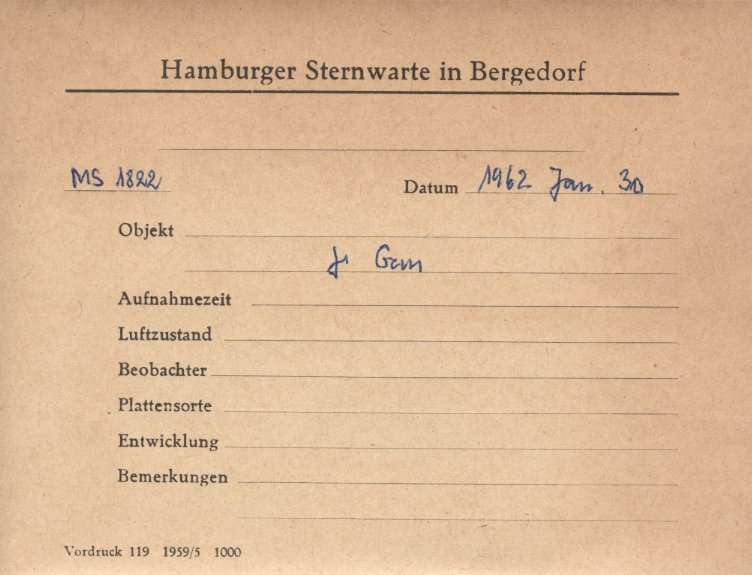 Hamburger Sternwarte in Bergedorf
MS 1822 Datum 1962 Jan. 30
Objekt
Gem
Aufnahmezeit
Luftzustand
Beobachter
Plattensorte
Entwicklung
Bemerkungen
Vordruck 119 1959/5 1000